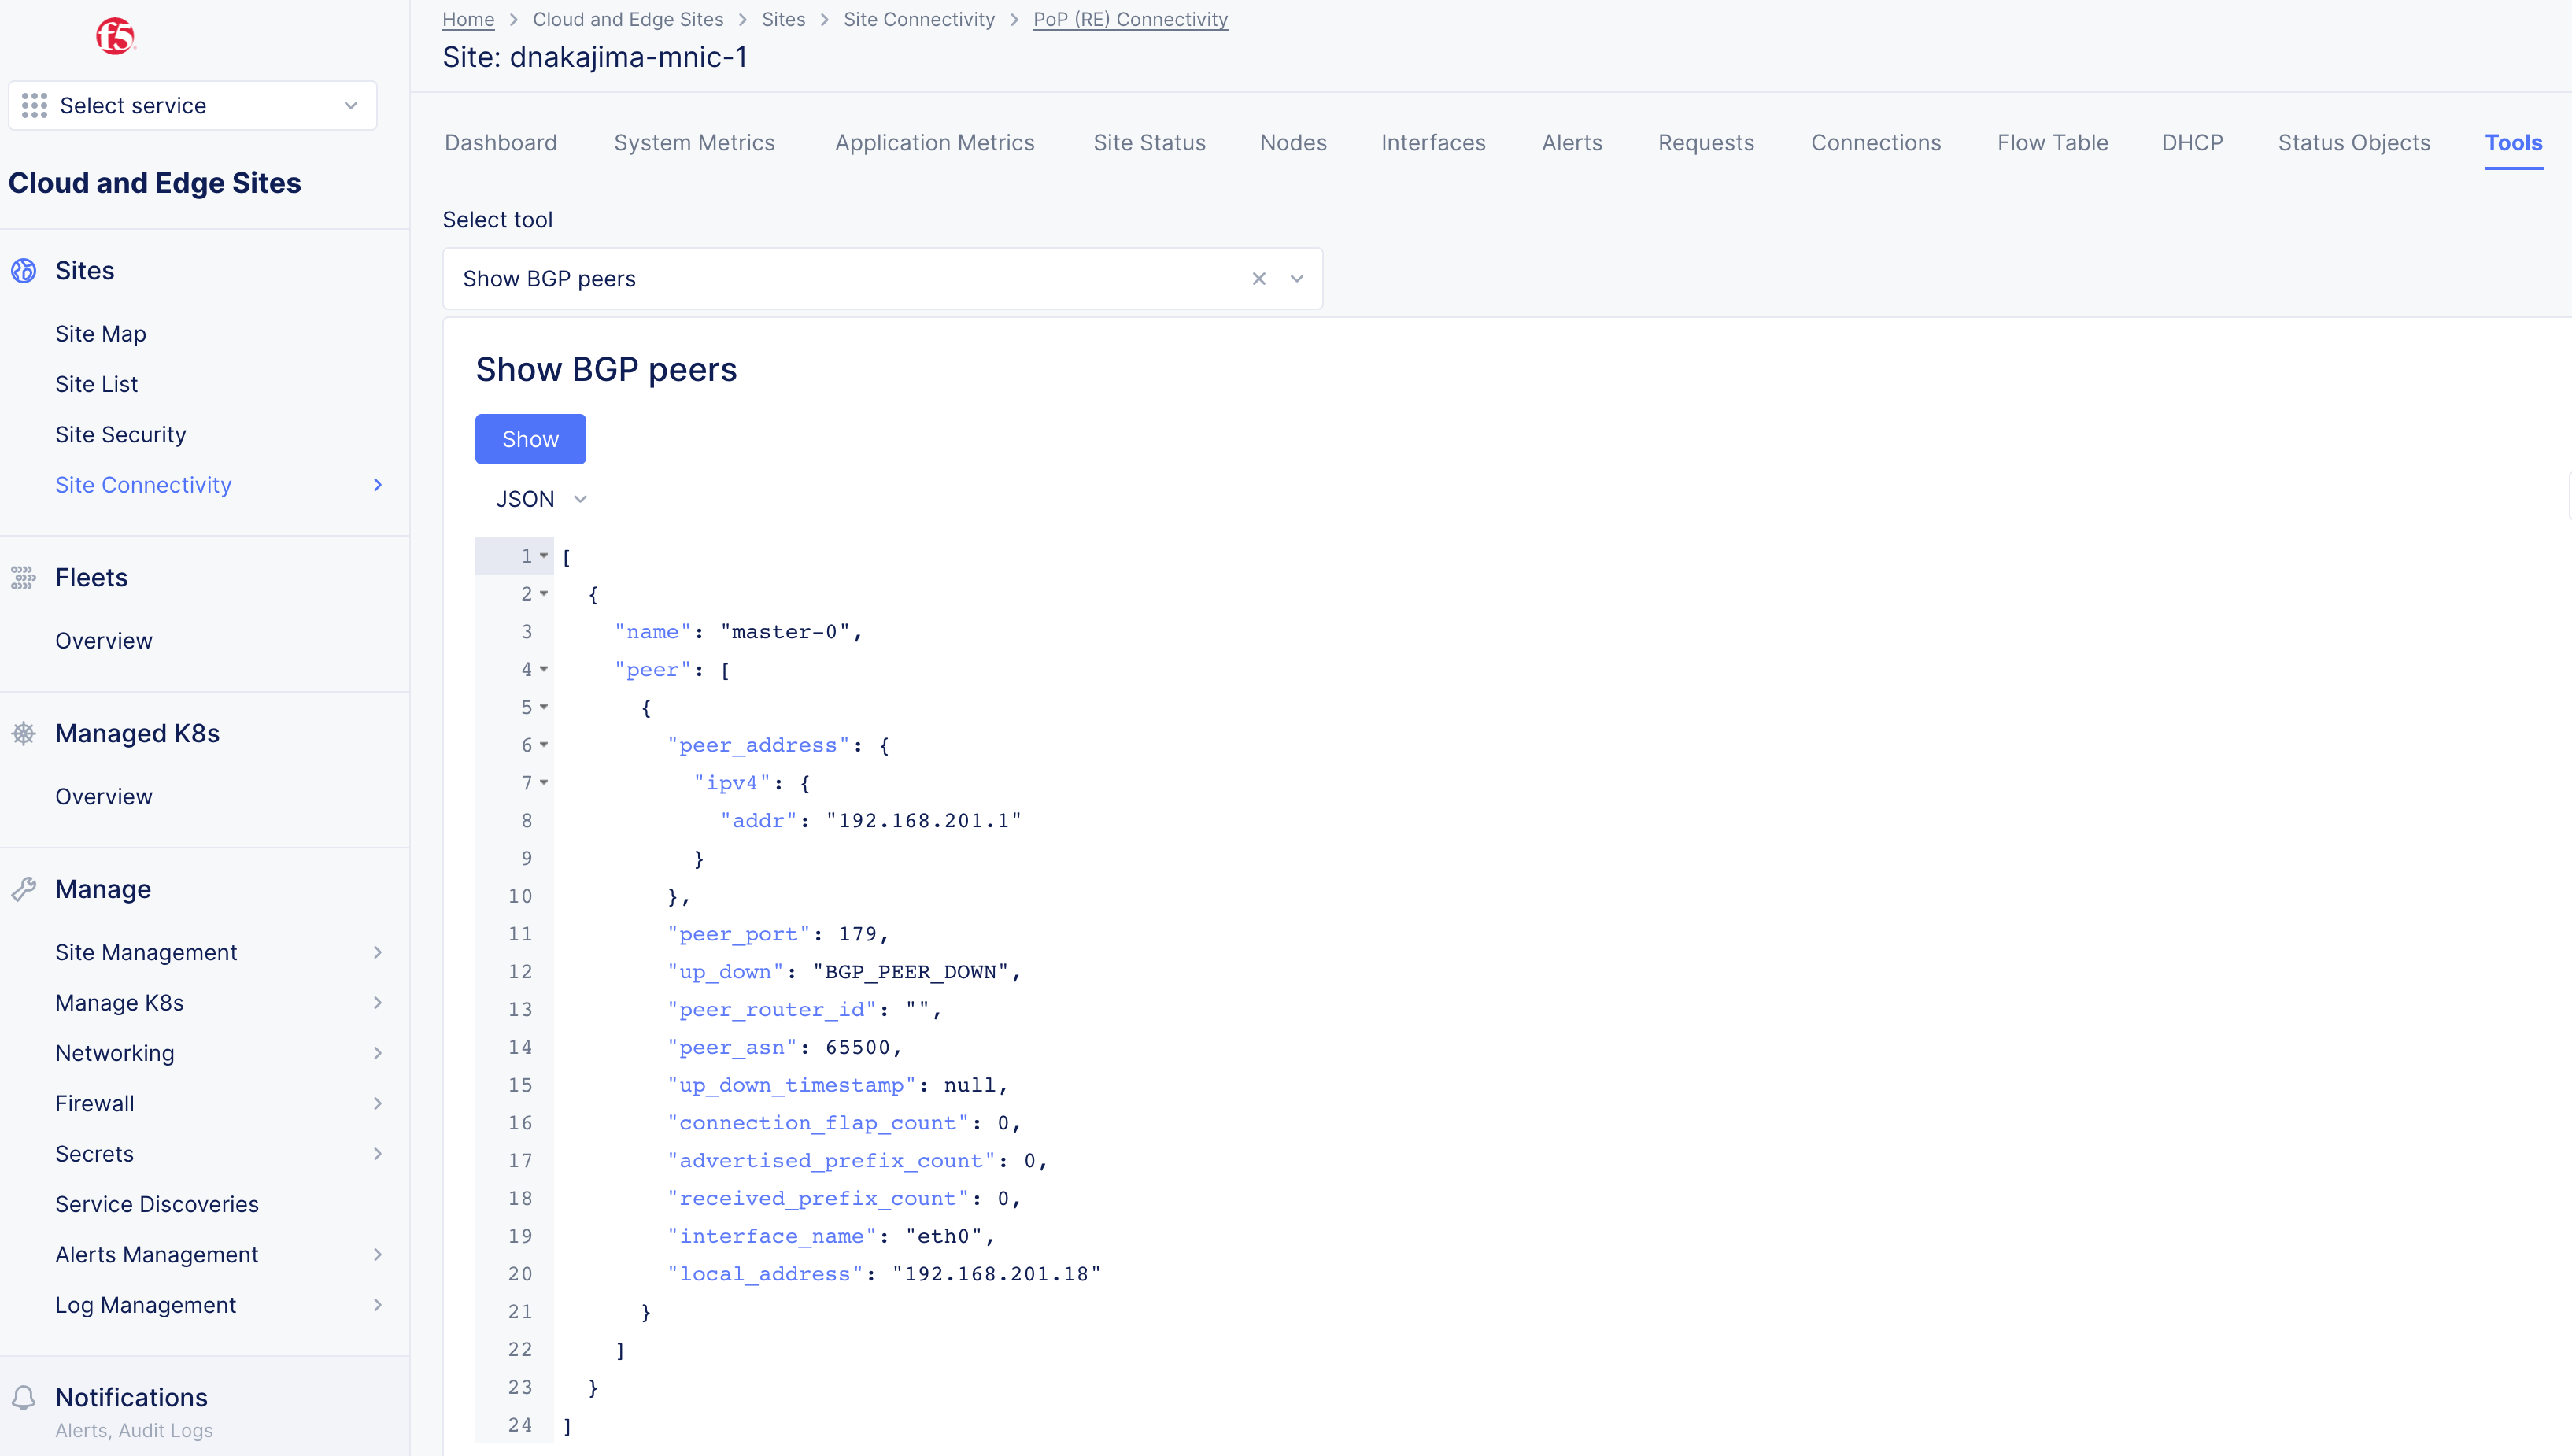 f5
Select service
Cloud and Edge Sites
Sites
Site Map
Site List
Site Security
Site Connectivity
Fleets
Overview
Managed K8s
Overview
Manage
Site Management
Manage K8s
Networking
Firewall
Secrets
Service Discoveries
Alerts Management
Log Management
Notifications
Alerts, Audit Logs
Home > Cloud and Edge Sites > Sites > Site Connectivity > PoP (RE) Connectivity
Site: dnakajima-mnic-1
Dashboard System Metrics Application Metrics Site Status Nodes Interfaces Alerts Requests Connections Flow Table DHCP Status Objects Tools
Select tool
Show BGP peers
Show BGP peers
Show
JSON
1 [
2 {
3 "name": "master-0",
4 "peer": [
5 {
6 "peer_address": {
7 "ipv4": {
8 "addr": "192.168.201.1"
9 }
10 },
11 "peer_port": 179,
12 "up_down": "BGP_PEER_DOWN",
13 "peer_router_id": "",
14 "peer_asn": 65500,
15 "up_down_timestamp": null,
16 "connection_flap_count": 0,
17 "advertised_prefix_count": 0,
18 "received_prefix_count": 0,
19 "interface_name": "eth0",
20 "local_address": "192.168.201.18"
21 }
22 ]
23 }
24 ]